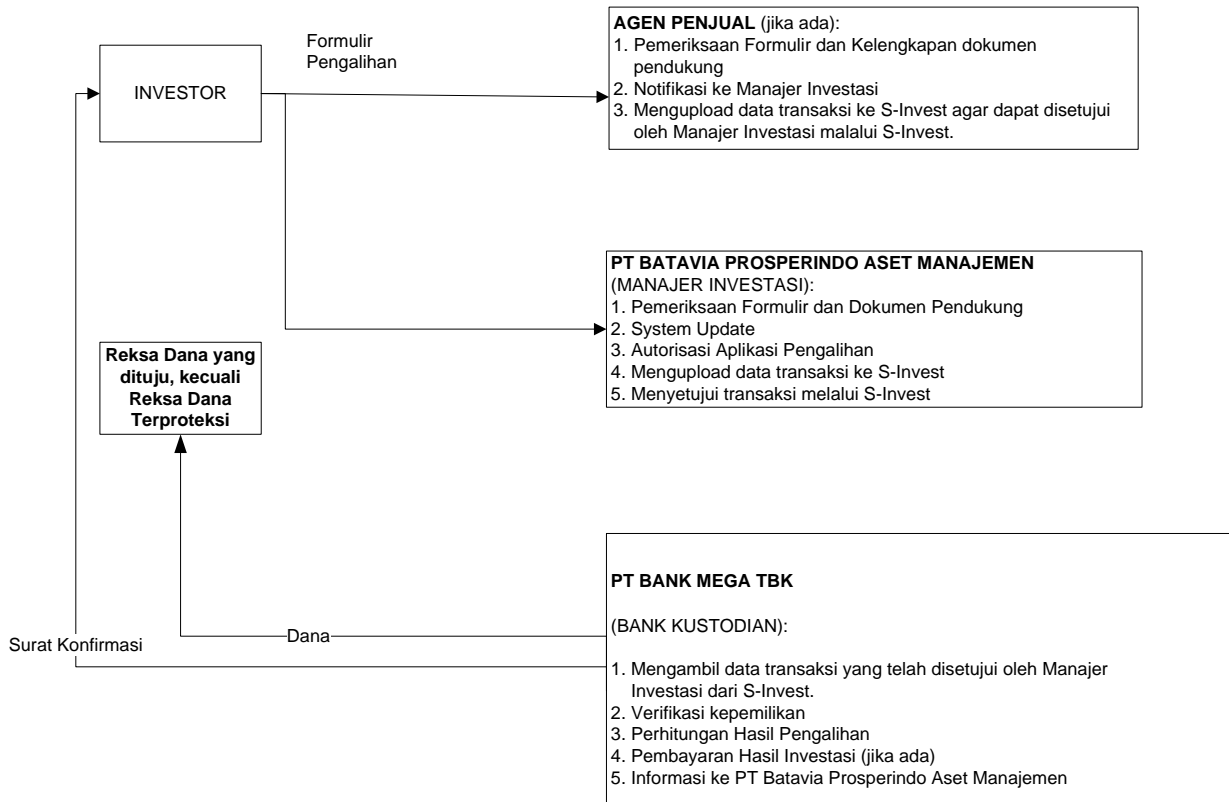 Formulir
Pengalihan
INVESTOR
AGEN PENJUAL (jika ada):
1. Pemeriksaan Formulir dan Kelengkapan dokumen
pendukung
2. Notifikasi ke Manajer Investasi
3. Mengupload data transaksi ke S-Invest agar dapat disetujui
oleh Manajer Investasi malalui S-Invest.
PT BATAVIA PROSPERINDO ASET MANAJEMEN
(MANAJER INVESTASI):
1. Pemeriksaan Formulir dan Dokumen Pendukung
2. System Update
3. Autorisasi Aplikasi Pengalihan
4. Mengupload data transaksi ke S-Invest
5. Menyetujui transaksi melalui S-Invest
Reksa Dana yang
dituju, kecuali
Reksa Dana
Terproteksi
PT BANK MEGA TBK
(BANK KUSTODIAN):
1. Mengambil data transaksi yang telah disetujui oleh Manajer
Investasi dari S-Invest.
2. Verifikasi kepemilikan
3. Perhitungan Hasil Pengalihan
4. Pembayaran Hasil Investasi (jika ada)
5. Informasi ke PT Batavia Prosperindo Aset Manajemen
Dana
Surat Konfirmasi